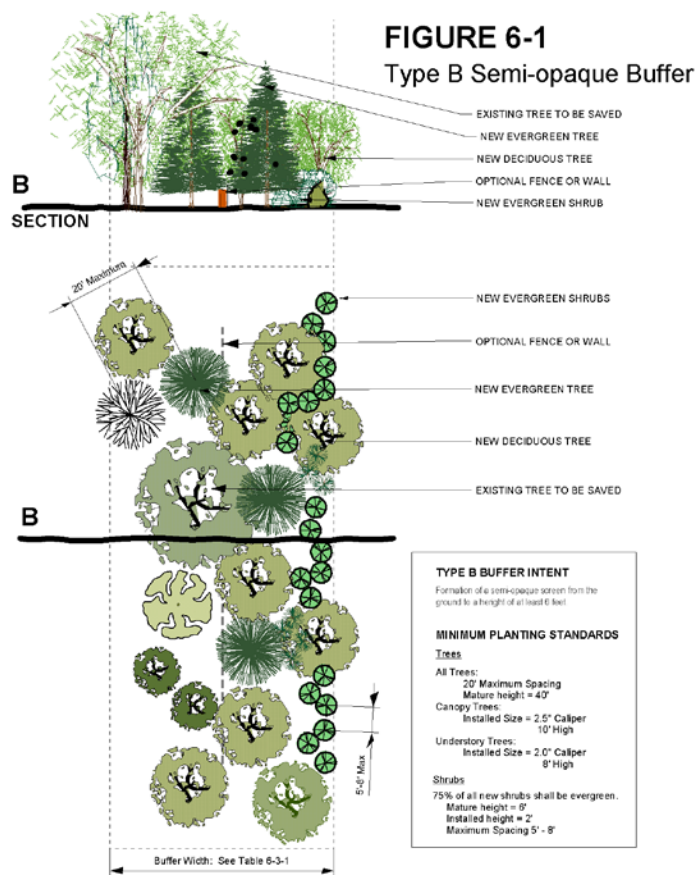 FIGURE 6-1
Type B Semi-opaque Buffer
EXISTING TREE TO BE SAVED
NEW EVERGREEN TREE
NEW DECIDUOUS TREE
OPTIONAL FENCE OR WALL
NEW EVERGREEN SHRUB
B
SECTION
20' Maximum
NEW EVERGREEN SHRUBS
OPTIONAL FENCE OR WALL
NEW EVERGREEN TREE
NEW DECIDUOUS TREE
EXISTING TREE TO BE SAVED
B
TYPE B BUFFER INTENT
Formation of a semi-opaque screen from the
ground to a height of at least 6 feet
MINIMUM PLANTING STANDARDS
Trees
All Trees:
20' Maximum Spacing
Mature height = 40'
Canopy Trees:
Installed Size = 2.5" Caliper
10' High
Understory Trees:
Installed Size = 2.0" Caliper
8' High
Shrubs
75% of all new shrubs shall be evergreen.
Mature height = 6'
Installed height = 2'
Maximum Spacing 5' - 8'
5'-8' Max
Buffer Width: See Table 6-3-1